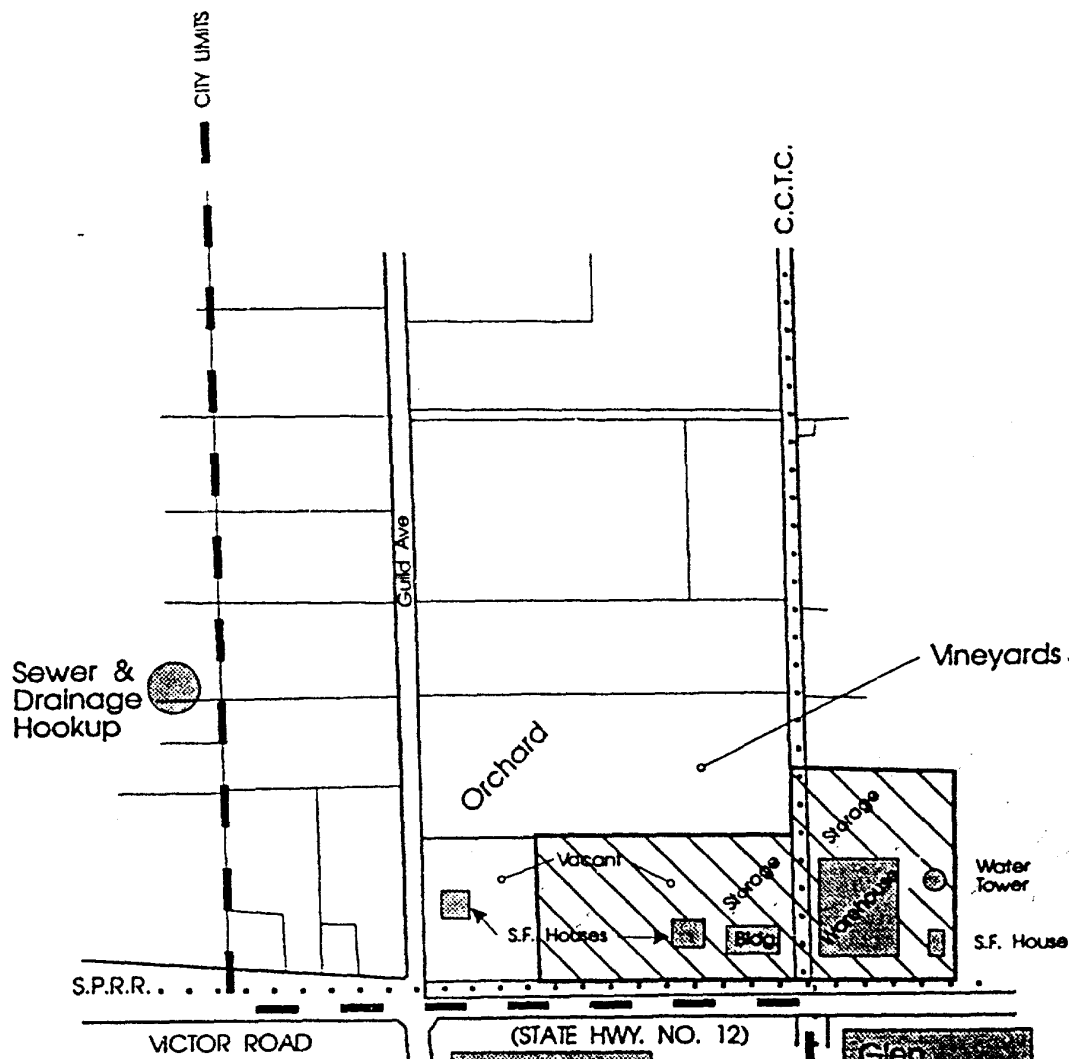 CITY LIMITS
C.C.T.C.
Guild Ave
Sewer &
Drainage
Hookup
Vineyards
Orchard
Storage
Vacant
Storage
Warehouse
Water
Tower
S.F. Houses
Bldg.
S.F. House
S.P.R.R.
VICTOR ROAD
(STATE HWY. NO. 12)
Glen